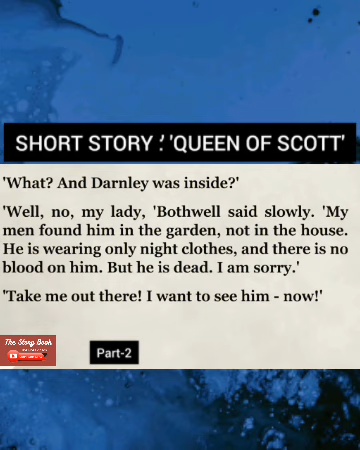 SHORT STORY : 'QUEEN OF SCOTT'
'What? And Darnley was inside?'
'Well, no, my lady, 'Bothwell said slowly. 'My
men found him in the garden, not in the house.
He is wearing only night clothes, and there is no
blood on him. But he is dead. I am sorry.'
'Take me out there! I want to see him - now!'
The Story Book
Part-2